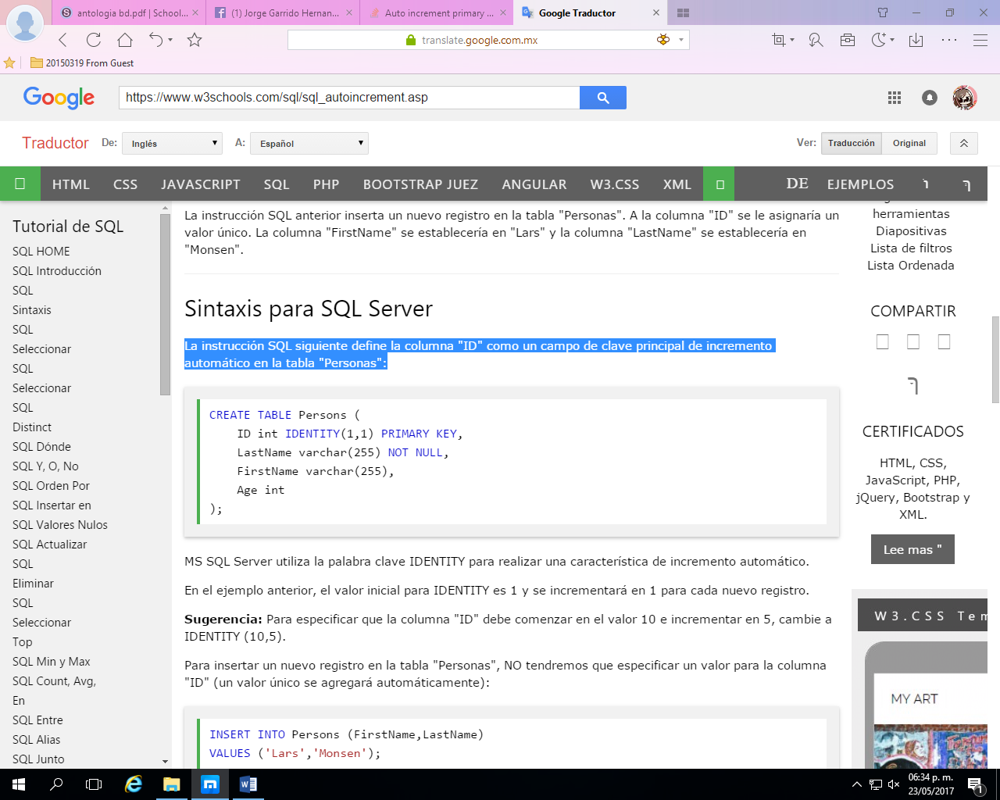 antologia bd.pdf | School...
(1) Jorge Garrido Hernan...
Auto increment primary ...
Google Traductor
translate.google.com.mx
20150319 From Guest
Google
https://www.w3schools.com/sql/sql_autoincrement.asp
Traductor
De:
Inglés
A:
Español
Ver:
Traducción
Original
HTML
CSS
JAVASCRIPT
SQL
PHP
BOOTSTRAP JUEZ
ANGULAR
W3.CSS
XML
DE
EJEMPLOS
Tutorial de SQL
SQL HOME
SQL Introducción
SQL
Sintaxis
SQL
Seleccionar
SQL
Seleccionar
SQL
Distinct
SQL Dónde
SQL Y, O, No
SQL Orden Por
SQL Insertar en
SQL Valores Nulos
SQL Actualizar
SQL
Eliminar
SQL
Seleccionar
Top
SQL Min y Max
SQL Count, Avg,
En
SQL Entre
SQL Alias
SQL Junto
La instrucción SQL anterior inserta un nuevo registro en la tabla "Personas". A la columna "ID" se le asignaría un
valor único. La columna "FirstName" se establecería en "Lars" y la columna "LastName" se establecería en
"Monsen".
Sintaxis para SQL Server
La instrucción SQL siguiente define la columna "ID" como un campo de clave principal de incremento
automático en la tabla "Personas":
CREATE TABLE Persons (
ID int IDENTITY(1,1) PRIMARY KEY,
LastName varchar(255) NOT NULL,
FirstName varchar(255),
Age int
);
MS SQL Server utiliza la palabra clave IDENTITY para realizar una característica de incremento automático.
En el ejemplo anterior, el valor inicial para IDENTITY es 1 y se incrementará en 1 para cada nuevo registro.
Sugerencia: Para especificar que la columna "ID" debe comenzar en el valor 10 e incrementar en 5, cambie a
IDENTITY (10,5).
Para insertar un nuevo registro en la tabla "Personas", NO tendremos que especificar un valor para la columna
"ID" (un valor único se agregará automáticamente):
INSERT INTO Persons (FirstName,LastName)
VALUES ('Lars','Monsen');
herramientas
Diapositivas
Lista de filtros
Lista Ordenada
COMPARTIR
CERTIFICADOS
HTML, CSS,
JavaScript, PHP,
jQuery, Bootstrap y
XML.
Lee mas "
W3.CSS Tem
MY ART
06:34 p. m.
23/05/2017
1